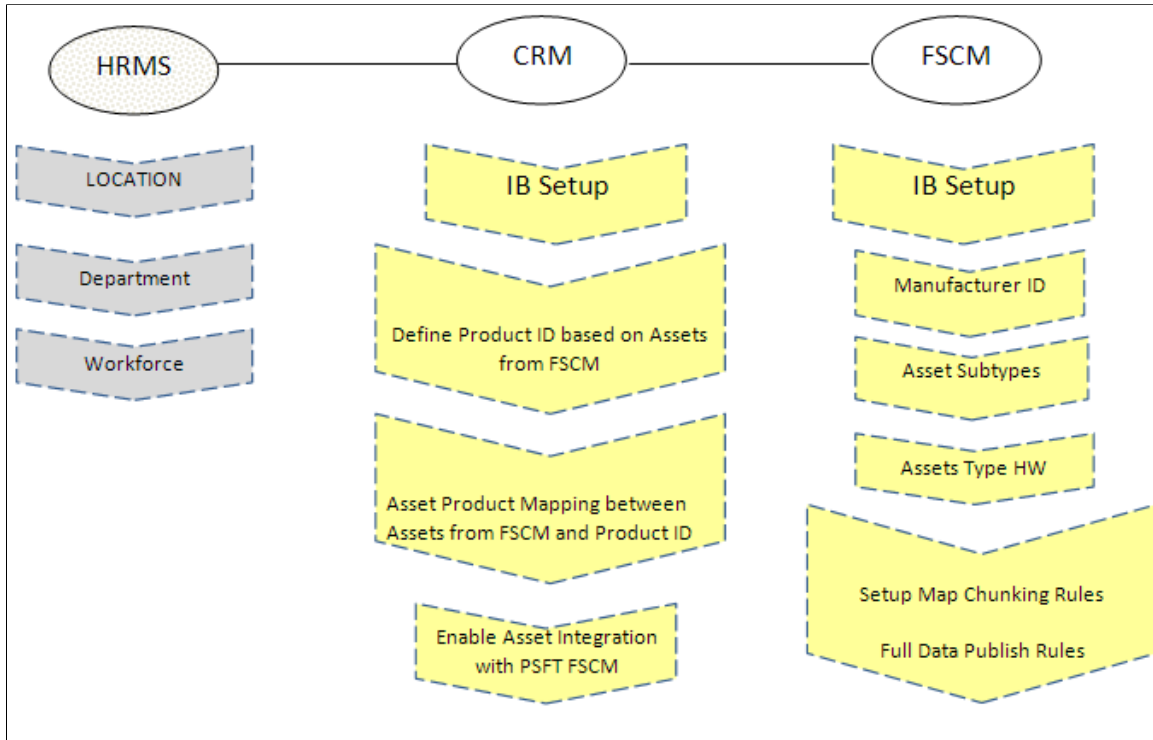 HRMS
CRM
FSCM
LOCATION
Department
Workforce
IB Setup
Define Product ID based on Assets
from FSCM
Asset Product Mapping between
Assets from FSCM and Product ID
Enable Asset Integration
with PSFT FSCM
IB Setup
Manufacturer ID
Asset Subtypes
Assets Type HW
Setup Map Chunking Rules
Full Data Publish Rules